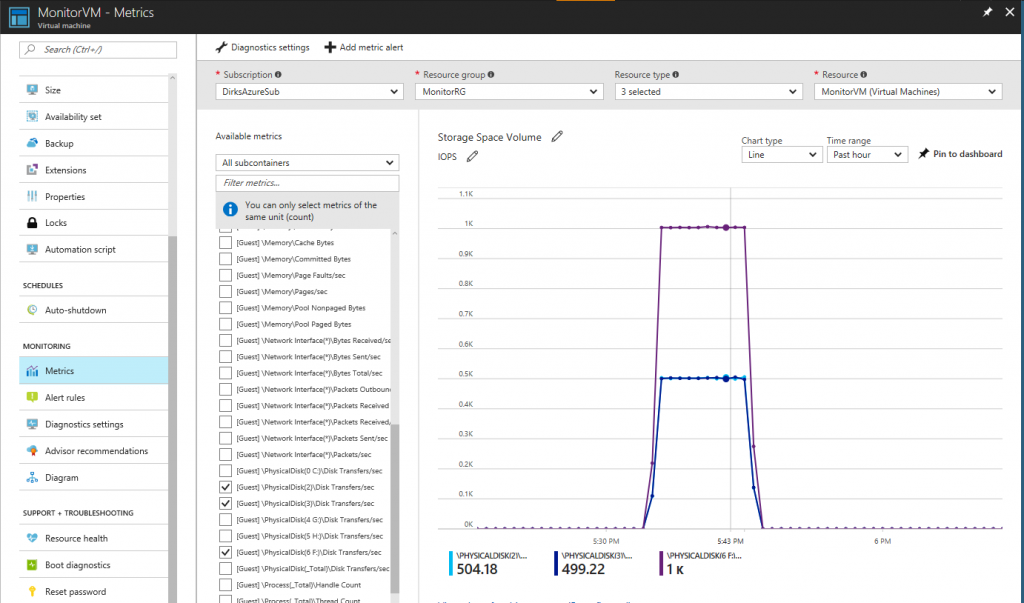 MonitorVM - Metrics
Virtual machine
Search (Ctrl+/)
Size
Availability set
Backup
Extensions
Properties
Locks
Automation script
SCHEDULES
Auto-shutdown
MONITORING
Metrics
Alert rules
Diagnostics settings
Advisor recommendations
Diagram
SUPPORT + TROUBLESHOOTING
Resource health
Boot diagnostics
Reset password
Diagnostics settings
Add metric alert
* Subscription
DirksAzureSub
* Resource group
MonitorRG
Resource type
3 selected
* Resource
MonitorVM (Virtual Machines)
Available metrics
All subcontainers
Filter metrics...
You can only select metrics of the
same unit (count)
[Guest] \Memory\Cache Bytes
[Guest] \Memory\Committed Bytes
[Guest] \Memory\Page Faults/sec
[Guest] \Memory\Pages/sec
[Guest] \Memory\Pool Nonpaged Bytes
[Guest] \Memory\Pool Paged Bytes
[Guest] \Network Interface(*)\Bytes Received/se
[Guest] \Network Interface(*)\Bytes Sent/sec
[Guest] \Network Interface(*)\Bytes Total/sec
[Guest] \Network Interface(*)\Packets Outboun
[Guest] \Network Interface(*)\Packets Received
[Guest] \Network Interface(*)\Packets Received,
[Guest] \Network Interface(*)\Packets Sent/sec
[Guest] \Network Interface(*)\Packets/sec
[Guest] \PhysicalDisk(0 C:)\Disk Transfers/sec
[Guest] \PhysicalDisk(2)\Disk Transfers/sec
[Guest] \PhysicalDisk(3)\Disk Transfers/sec
[Guest] \PhysicalDisk(4 G:)\Disk Transfers/sec
[Guest] \PhysicalDisk(5 H:)\Disk Transfers/sec
[Guest] \PhysicalDisk(6 F:)\Disk Transfers/sec
[Guest] \PhysicalDisk(_Total)\Disk Transfers/sec
[Guest] \Process(_Total)\Handle Count
[Guest] \Process(_Total)\Thread Count
Storage Space Volume
IOPS
Chart type
Line
Time range
Past hour
Pin to dashboard
1.1K
1K
0.9K
0.8K
0.7K
0.6K
0.5K
0.4K
0.3K
0.2K
0.1K
0K
5:30 PM
5:43 PM
6 PM
\PHYSICALDISK(2)\...
504.18
\PHYSICALDISK(3)\...
499.22
\PHYSICALDISK(6 F:...
1 K